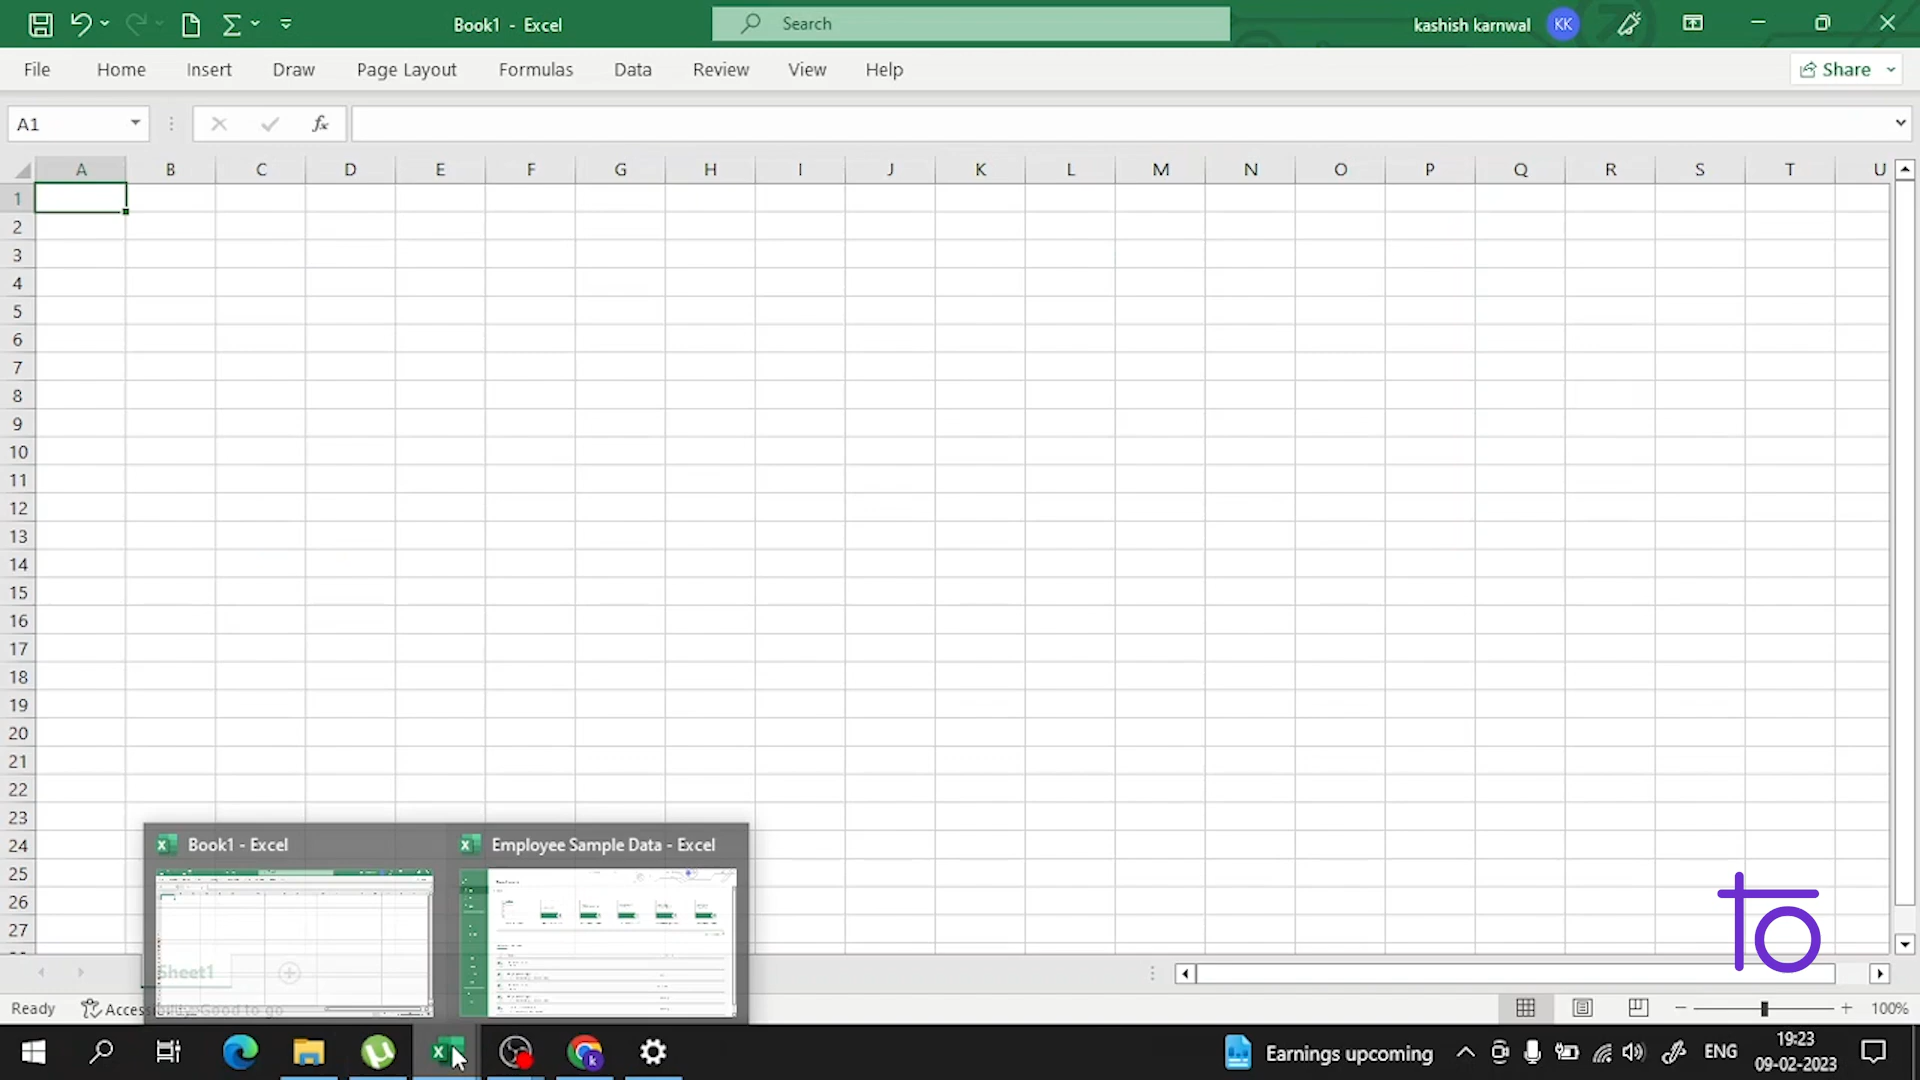 Book1 - Excel
Search
kashish karnwal
KK
File Home Insert Draw Page Layout Formulas Data Review View Help
Share
A1
fx
A B C D E F G H I J K L M N O P Q R S T U
1
2
3
4
5
6
7
8
9
10
11
12
13
14
15
16
17
18
19
20
21
22
23
24
25
26
27
Book1 - Excel
Employee Sample Data - Excel
Sheet1
to
Ready
Accessibility: Good to go
100%
k
Earnings upcoming
ENG
19:23
09-02-2023